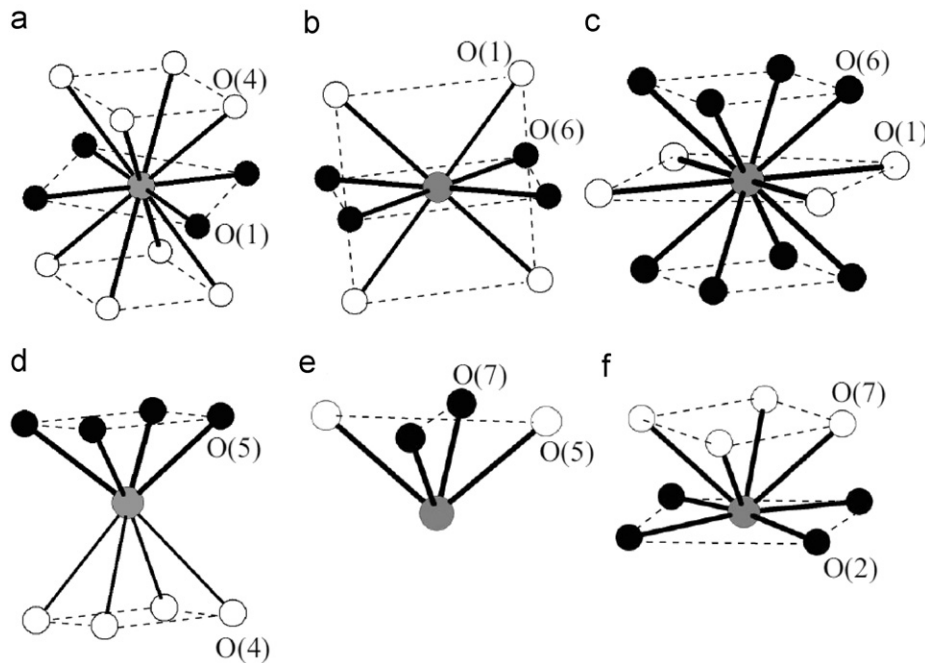 a
O(4)
O(1)
b
O(1)
O(6)
c
O(6)
O(1)
d
O(5)
O(4)
e
O(7)
O(5)
f
O(7)
O(2)